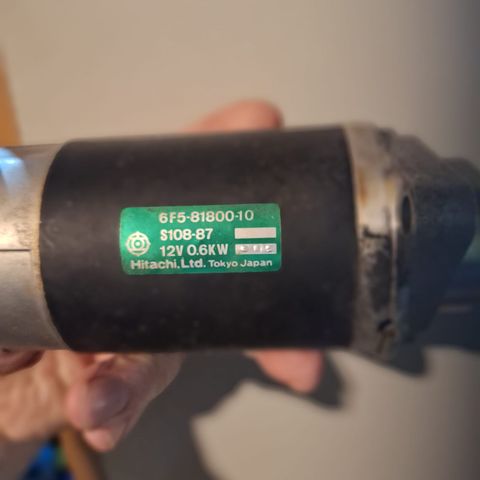 6F5-81800-10
S108-87
12V 0.6KW
Hitachi, Ltd. Tokyo Japan